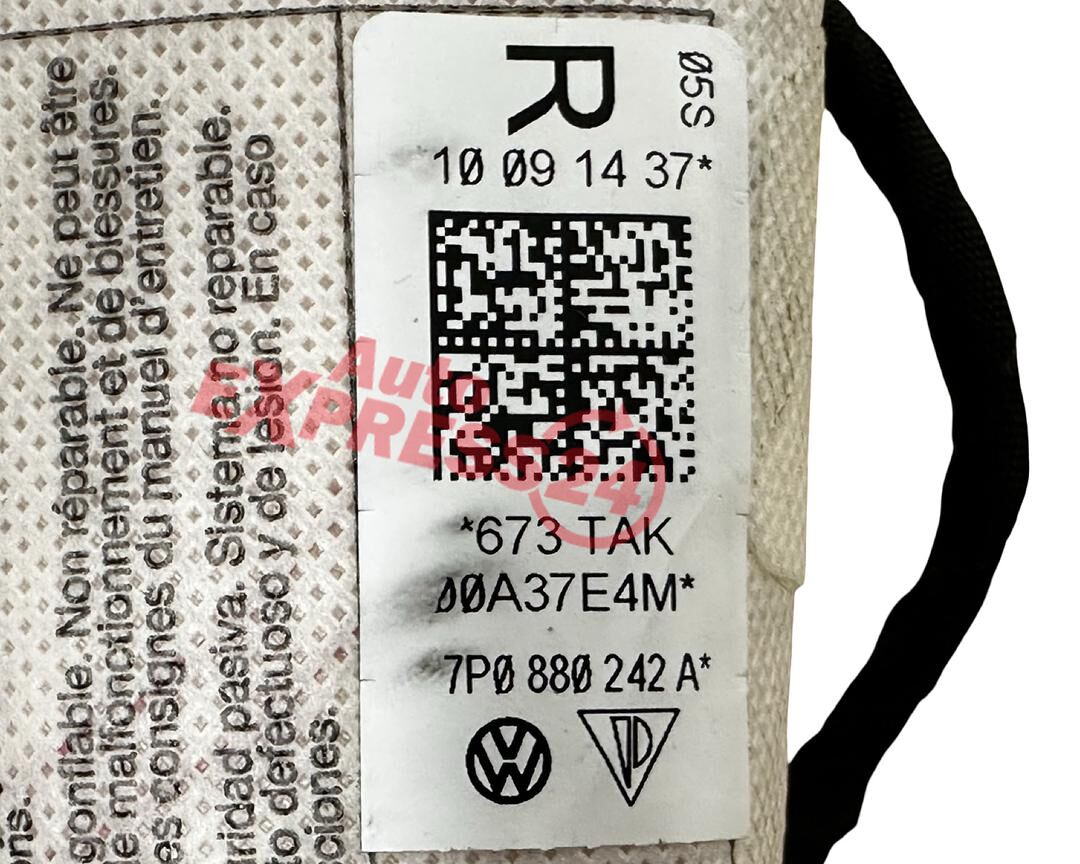 R
05S
10 09 14 37*
*673 TAK
00A37E4M*
7P0 880 242 A*
Auto
EXPRESS24
gonflable. Non réparable. Ne peut être
e malfonctionnement et de blessures.
es consignes du manuel d'entretien.
ridad pasiva. Sistema no reparable.
to defectuoso y de lesión. En caso
ciones.
ns.